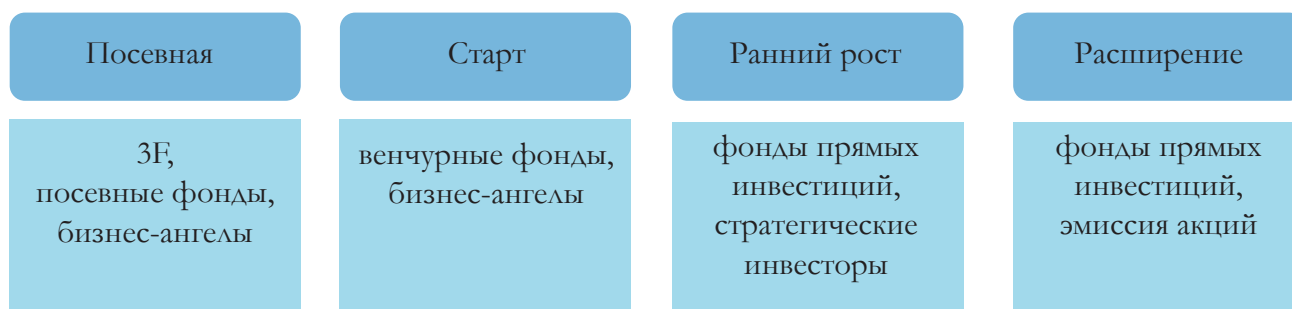 Посевная
Старт
Ранний рост
Расширение
3F,
посевные фонды,
бизнес-ангелы
венчурные фонды,
бизнес-ангелы
фонды прямых
инвестиций,
стратегические
инвесторы
фонды прямых
инвестиций,
эмиссия акций